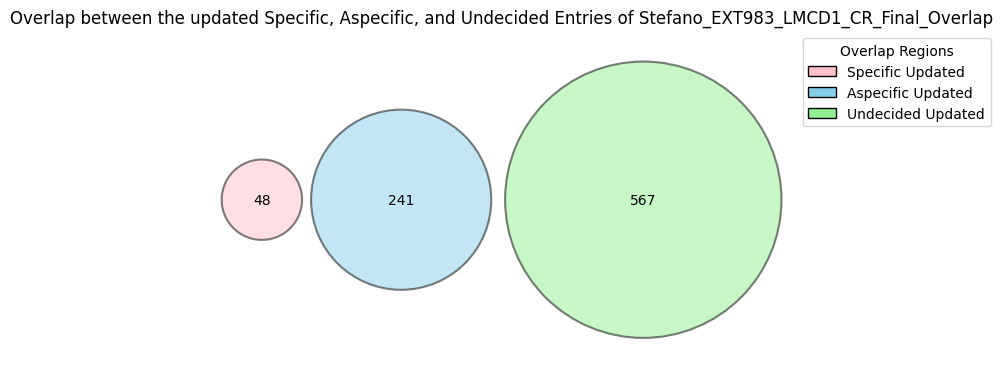 Overlap between the updated Specific, Aspecific, and Undecided Entries of Stefano_EXT983_LMCD1_CR_Final_Overlap
Overlap Regions
Specific Updated
Aspecific Updated
Undecided Updated
48
241
567